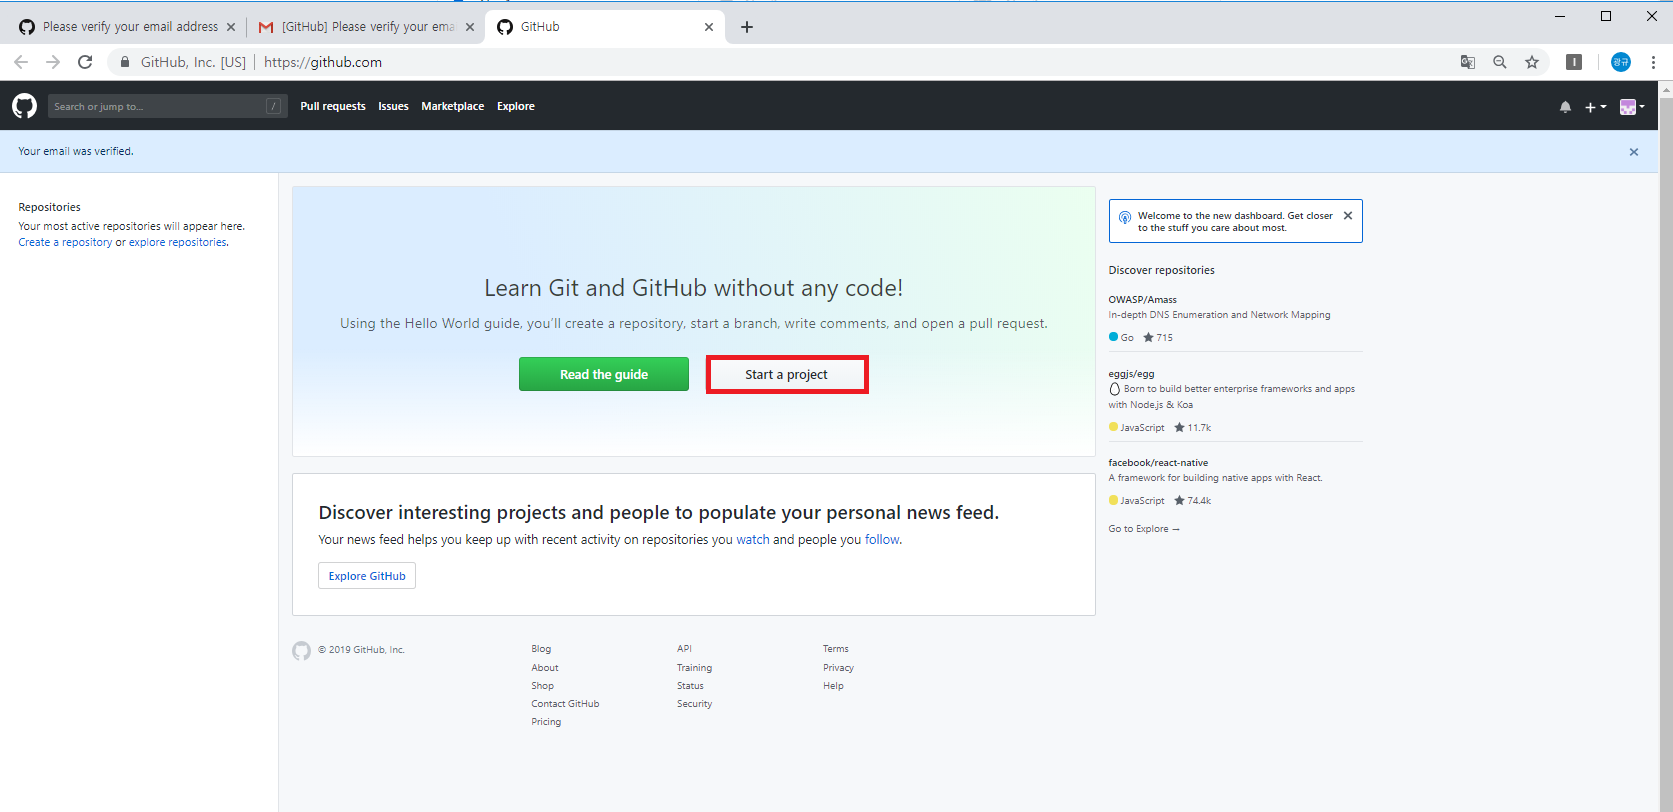 Please verify your email address
[GitHub] Please verify your ema
GitHub
GitHub, Inc. [US] | https://github.com
광규
Search or jump to...
/
Pull requests
Issues
Marketplace
Explore
Your email was verified.
Repositories
Your most active repositories will appear here.
Create a repository or explore repositories.
Learn Git and GitHub without any code!
Using the Hello World guide, you’ll create a repository, start a branch, write comments, and open a pull request.
Read the guide
Start a project
Discover interesting projects and people to populate your personal news feed.
Your news feed helps you keep up with recent activity on repositories you watch and people you follow.
Explore GitHub
Welcome to the new dashboard. Get closer
to the stuff you care about most.
Discover repositories
OWASP/Amass
In-depth DNS Enumeration and Network Mapping
Go ★ 715
eggjs/egg
Born to build better enterprise frameworks and apps
with Node.js & Koa
JavaScript ★ 11.7k
facebook/react-native
A framework for building native apps with React.
JavaScript ★ 74.4k
Go to Explore →
© 2019 GitHub, Inc.
Blog
About
Shop
Contact GitHub
Pricing
API
Training
Status
Security
Terms
Privacy
Help